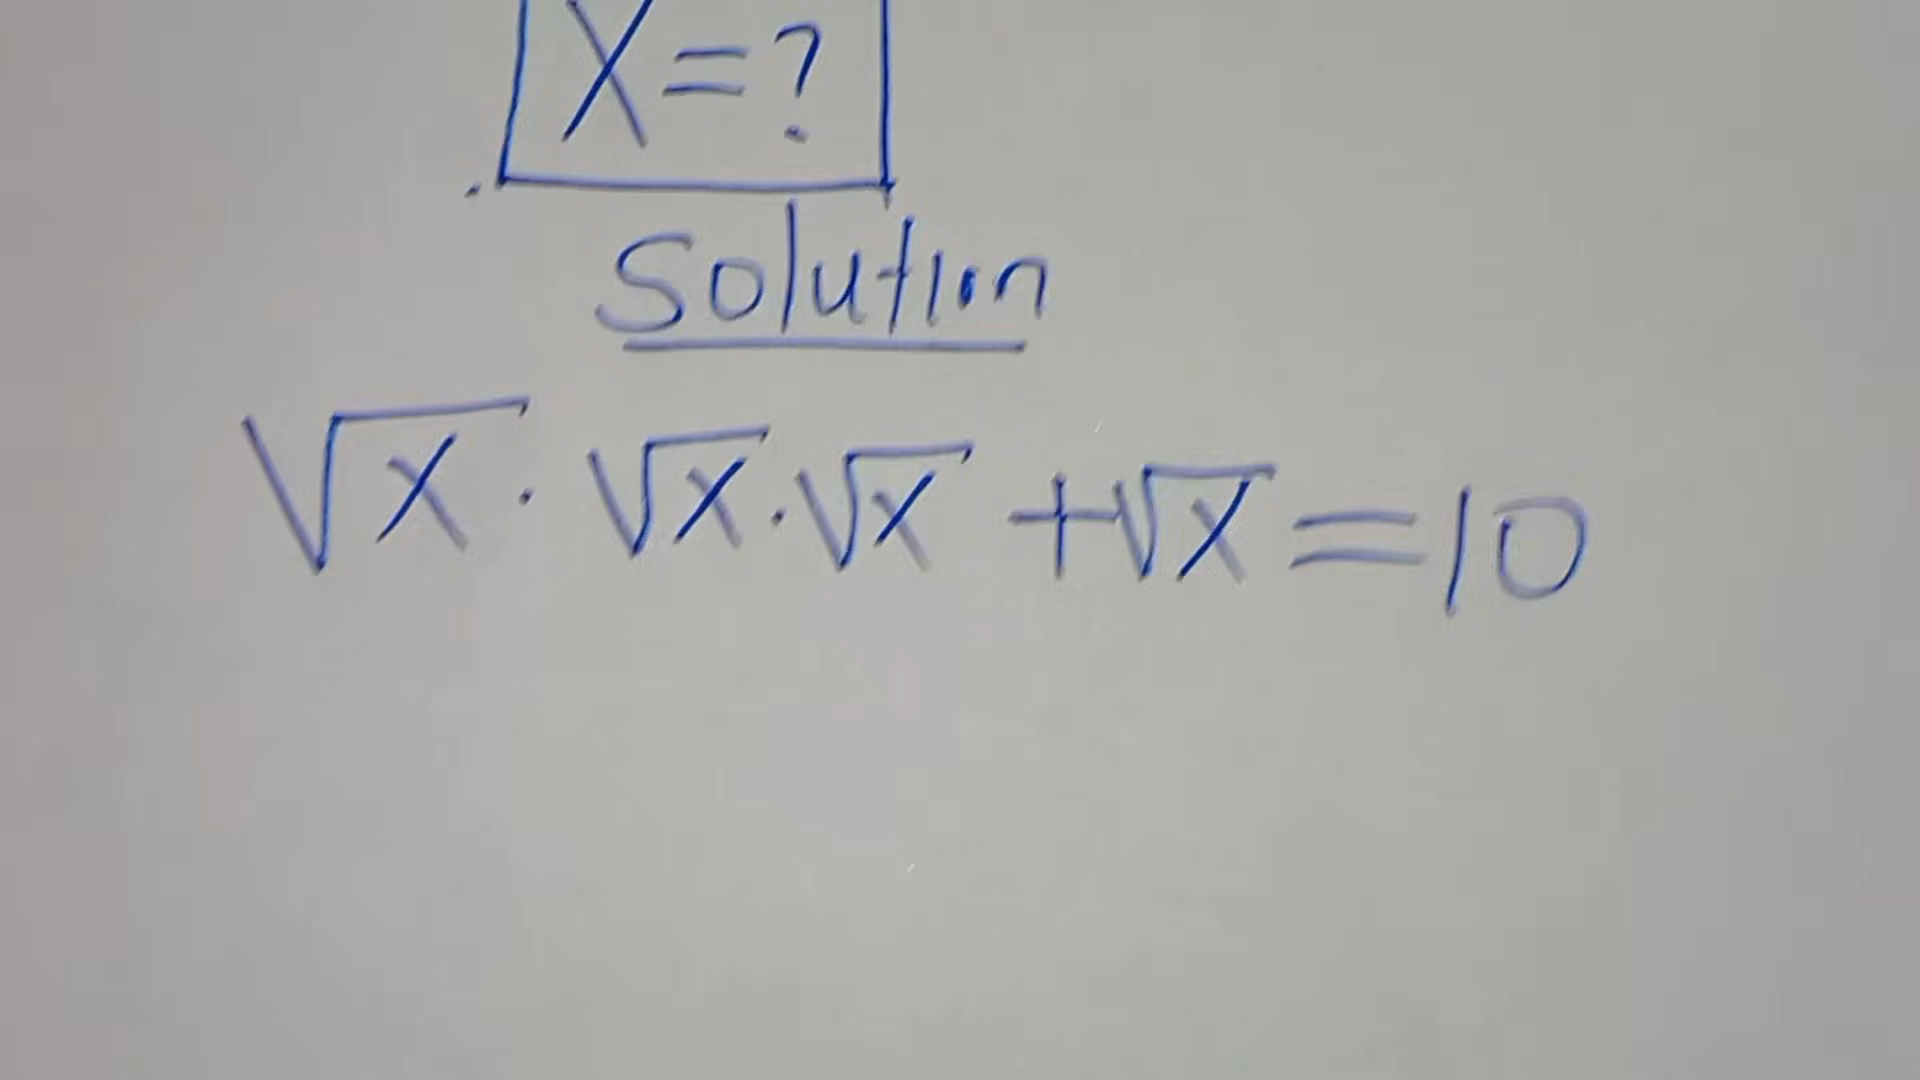 X=?
Solution
√x · √x · √x + √x = 10